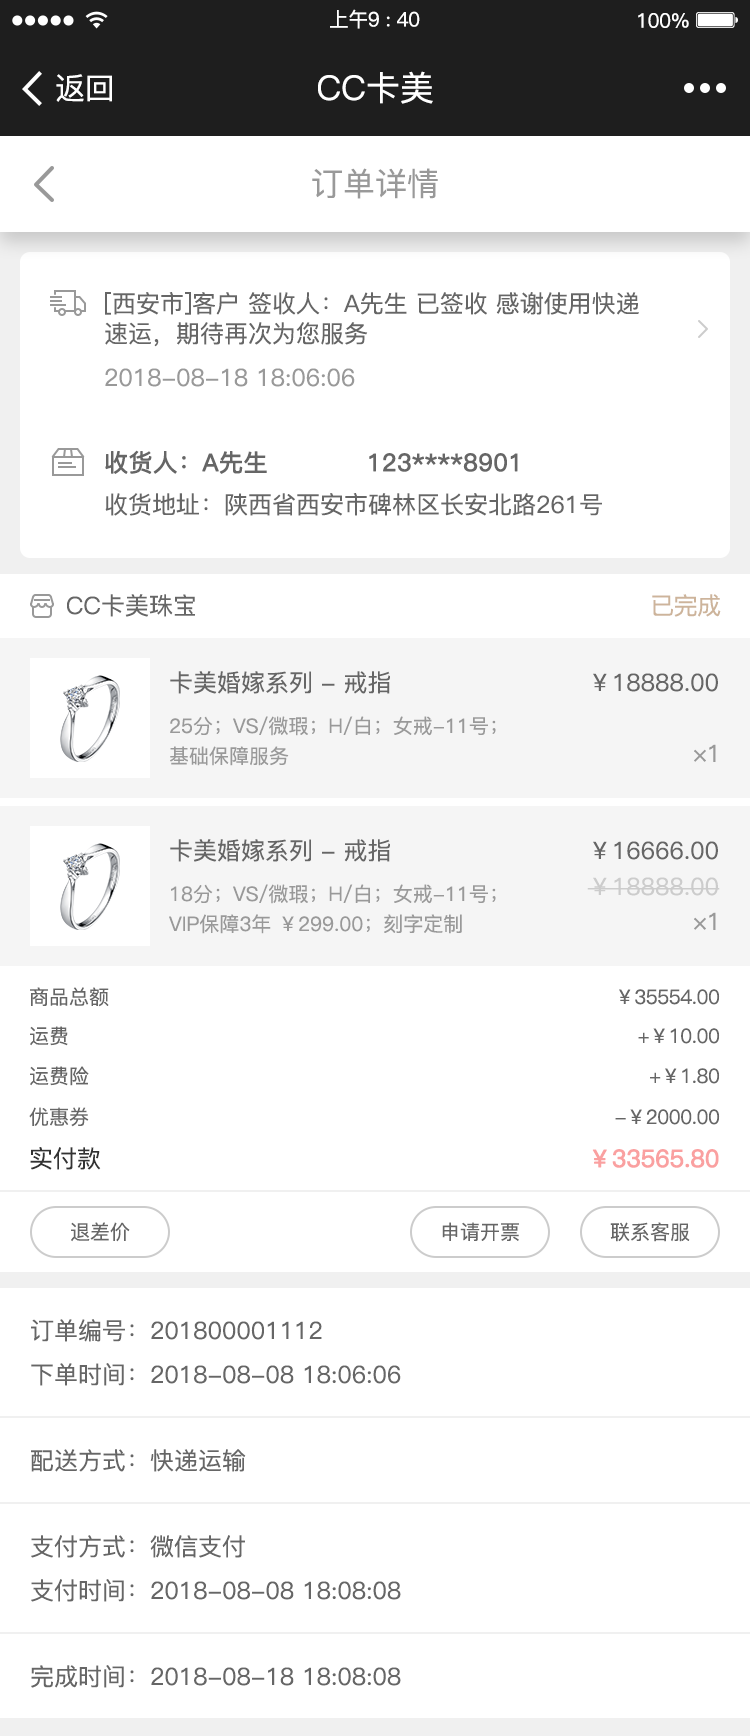 上午9 : 40
100%
返回
CC卡美
订单详情
[西安市]客户 签收人：A先生 已签收 感谢使用快递
速运，期待再次为您服务
2018-08-18 18:06:06
收货人：A先生 123****8901
收货地址：陕西省西安市碑林区长安北路261号
CC卡美珠宝 已完成
卡美婚嫁系列 - 戒指 ¥18888.00
25分；VS/微瑕；H/白；女戒-11号；
基础保障服务 ×1
卡美婚嫁系列 - 戒指 ¥16666.00
¥18888.00
18分；VS/微瑕；H/白；女戒-11号；
VIP保障3年 ¥299.00；刻字定制 ×1
商品总额 ¥35554.00
运费 +¥10.00
运费险 +¥1.80
优惠券 -¥2000.00
实付款 ¥33565.80
退差价 申请开票 联系客服
订单编号：201800001112
下单时间：2018-08-08 18:06:06
配送方式：快递运输
支付方式：微信支付
支付时间：2018-08-08 18:08:08
完成时间：2018-08-18 18:08:08